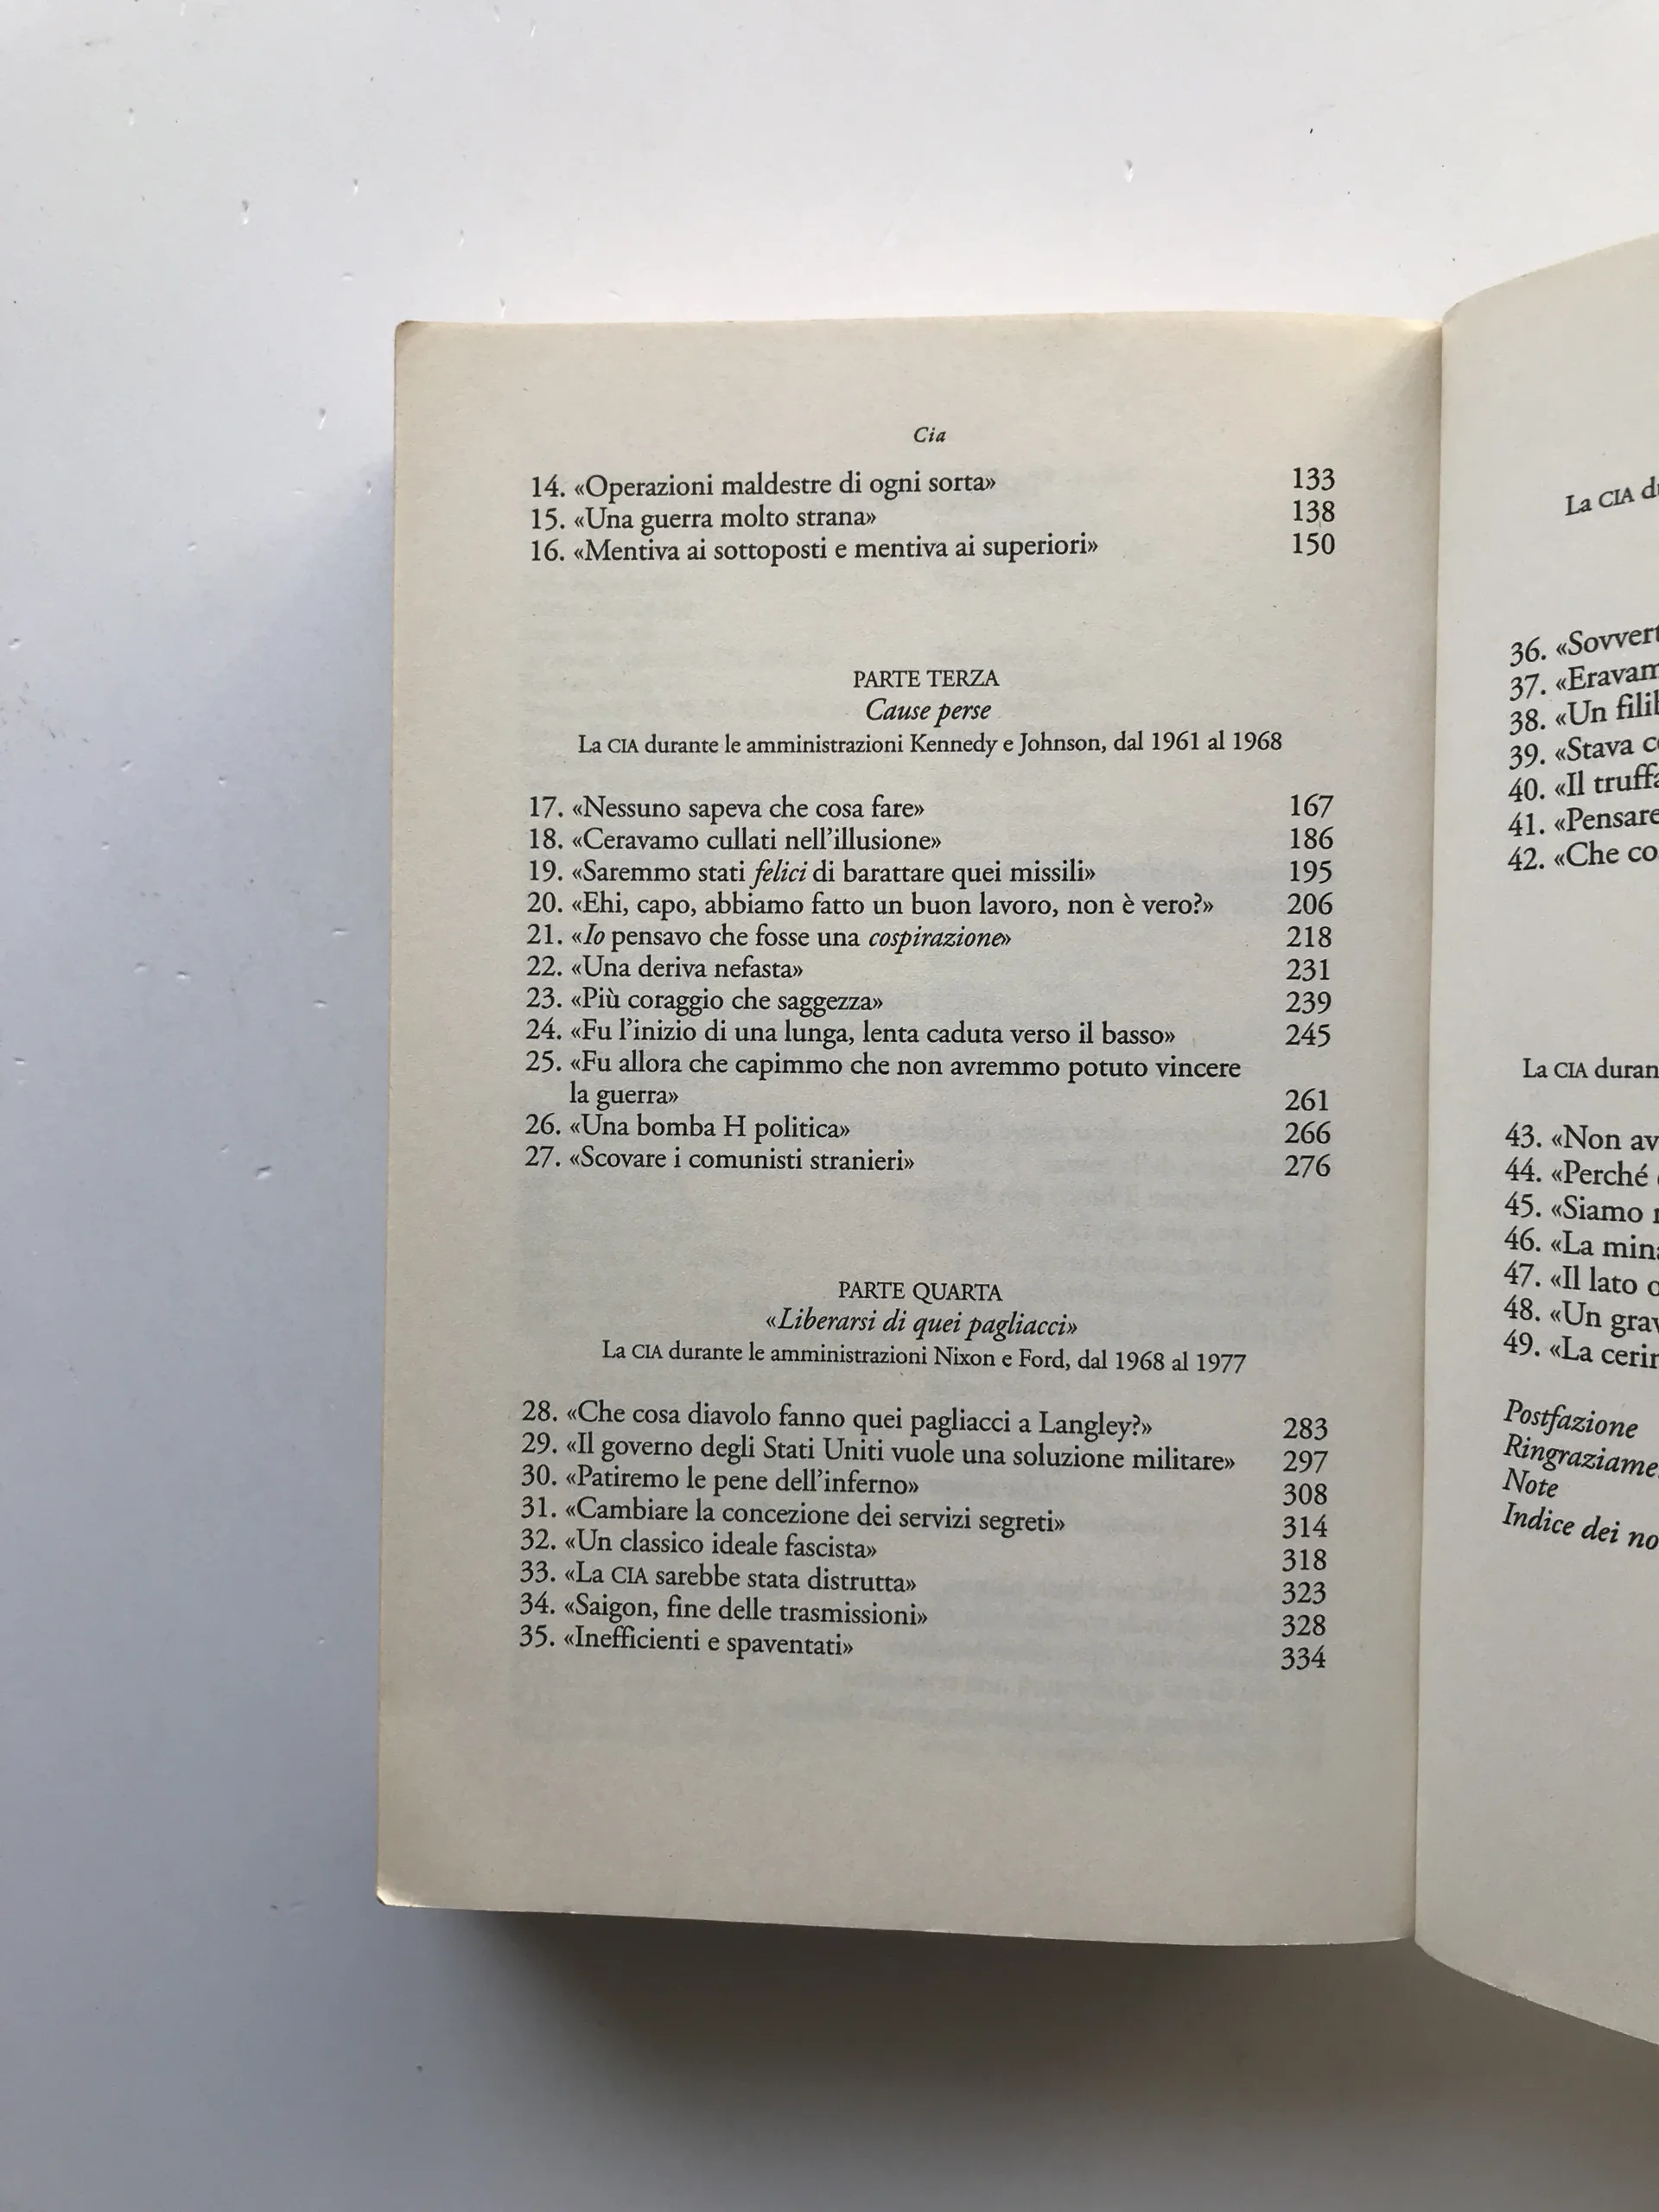 Cia
14. «Operazioni maldestre di ogni sorta» 133
15. «Una guerra molto strana» 138
16. «Mentiva ai sottoposti e mentiva ai superiori» 150
PARTE TERZA
Cause perse
La CIA durante le amministrazioni Kennedy e Johnson, dal 1961 al 1968
17. «Nessuno sapeva che cosa fare» 167
18. «Ceravamo cullati nell’illusione» 186
19. «Saremmo stati felici di barattare quei missili» 195
20. «Ehi, capo, abbiamo fatto un buon lavoro, non è vero?» 206
21. «Io pensavo che fosse una cospirazione» 218
22. «Una deriva nefasta» 231
23. «Più coraggio che saggezza» 239
24. «Fu l’inizio di una lunga, lenta caduta verso il basso» 245
25. «Fu allora che capimmo che non avremmo potuto vincere
la guerra» 261
26. «Una bomba H politica» 266
27. «Scovare i comunisti stranieri» 276
PARTE QUARTA
«Liberarsi di quei pagliacci»
La CIA durante le amministrazioni Nixon e Ford, dal 1968 al 1977
28. «Che cosa diavolo fanno quei pagliacci a Langley?» 283
29. «Il governo degli Stati Uniti vuole una soluzione militare» 297
30. «Patiremo le pene dell’inferno» 308
31. «Cambiare la concezione dei servizi segreti» 314
32. «Un classico ideale fascista» 318
33. «La CIA sarebbe stata distrutta» 323
34. «Saigon, fine delle trasmissioni» 328
35. «Inefficienti e spaventati» 334
La CIA
36.
37.
38. «Un
39. «Stava
40. «Il
41.
42. «Che
La CIA
43. «Non
44. «Perché
45. «Siamo
46. «La
47. «Il lato
48. «Un
49. «La
Postfazione
Note
Indice dei